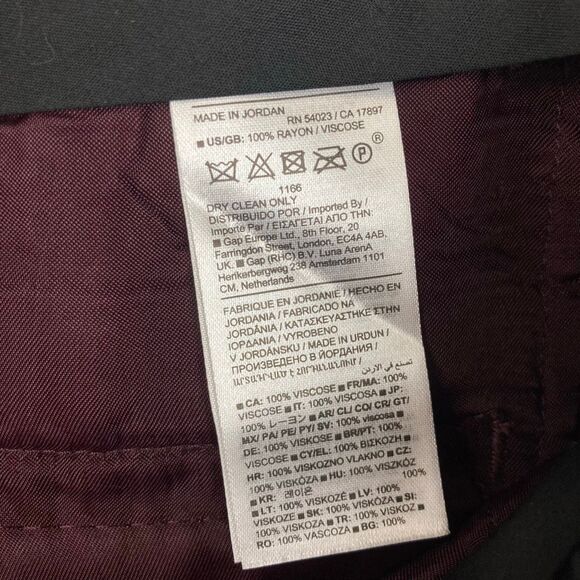 MADE IN JORDAN
RN 54023 / CA 17897
■ US/GB: 100% RAYON / VISCOSE
P ®
1166
DRY CLEAN ONLY
DISTRIBUIDO POR / Imported By /
Importe Par / ΕΙΣΑΓΕΤΑΙ ΑΠΟ ΤΗΝ:
■ Gap Europe Ltd., 8th Floor, 20
Farringdon Street, London, EC4A 4AB,
UK. ■ Gap (RHC) B.V. Luna ArenA
Herikerbergweg 238 Amsterdam 1101
CM, Netherlands
FABRIQUE EN JORDANIE / HECHO EN
JORDANIA / FABRICADO NA
JORDÂNIA / ΚΑΤΑΣΚΕΥΑΣΤΗΚΕ ΣΤΗΝ
ΙΟΡΔΑΝΙΑ / VYROBENO
V JORDÁNSKU / MADE IN URDUN /
ПРОИЗВЕДЕНО В ЙОРДАНИЯ /
تصنع في الاردن /
■ CA: 100% VISCOSE ■ FR/MA: 100%
VISCOSE ■ IT: 100% VISCOSA ■ JP:
100% レーヨン ■ AR/ CL/ CO/ CR/ GT/
MX/ PA/ PE/ PY/ SV: 100% VISCOSA ■
DE: 100% VISKOSE ■ BR/PT: 100%
VISCOSE ■ CY/EL: 100% ΒΙΣΚΟΖΗ ■
HR: 100% VISKOZNO VLAKNO ■ CZ:
100% VISKÓZA ■ HU: 100% VISZKÓZ
■ KR: 레이온
■ LT: 100% VISKOZĖ ■ LV: 100%
VISKOZE ■ SK: 100% VISKÓZA ■ SI:
100% VISKOZA ■ TR: 100% VISKOZ ■
RO: 100% VASCOZA ■ BG: 100%